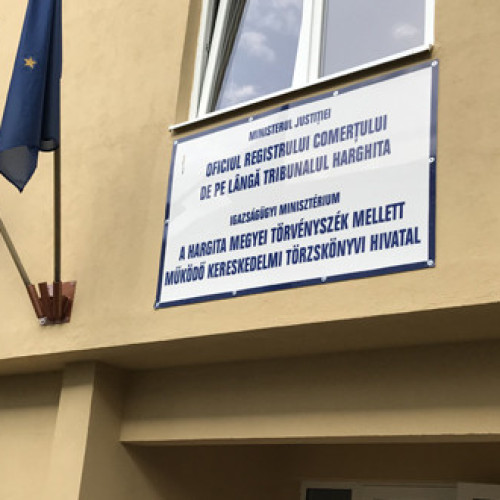 MINISTERUL JUSTIȚIEI
OFICIUL REGISTRULUI COMERȚULUI
DE PE LÂNGĂ TRIBUNALUL HARGHITA
IGAZSÁGÜGYI MINISZTÉRIUM
A HARGITA MEGYEI TÖRVÉNYSZÉK MELLETT
MŰKÖDŐ KERESKEDELMI TÖRZSKÖNYVI HIVATAL